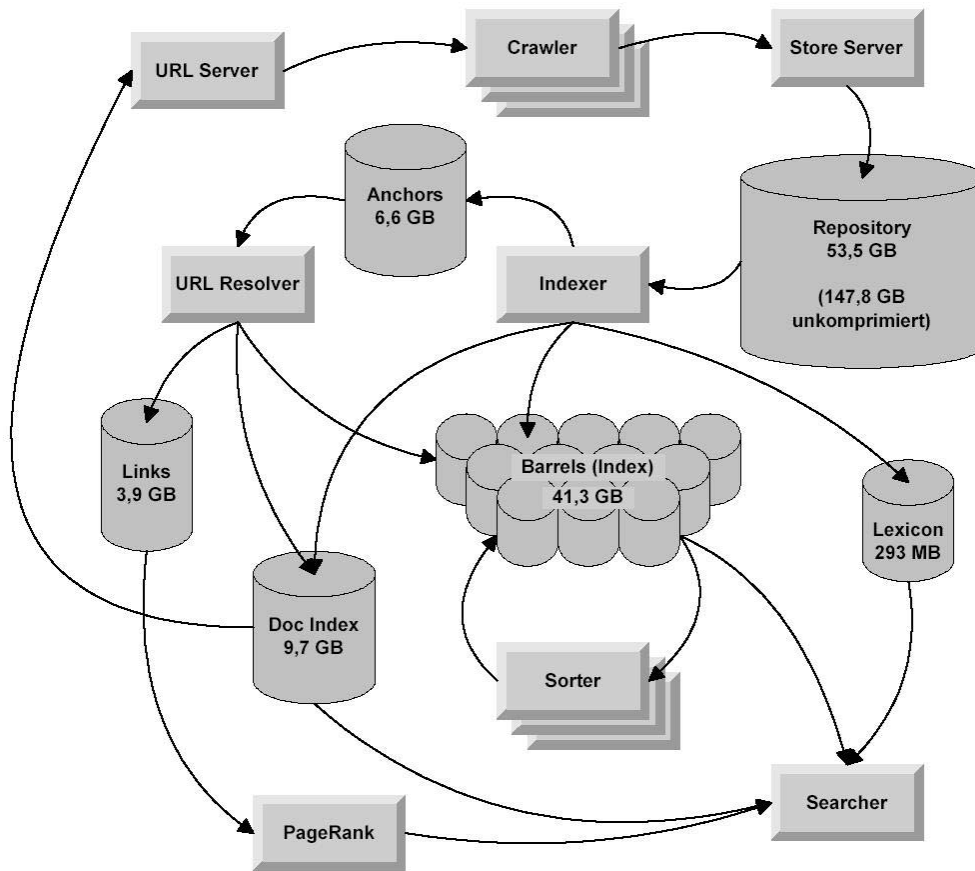 URL Server
Crawler
Store Server
Anchors
6,6 GB
Repository
53,5 GB
(147,8 GB
unkomprimiert)
URL Resolver
Indexer
Links
3,9 GB
Barrels (Index)
41,3 GB
Lexicon
293 MB
Doc Index
9,7 GB
Sorter
Searcher
PageRank